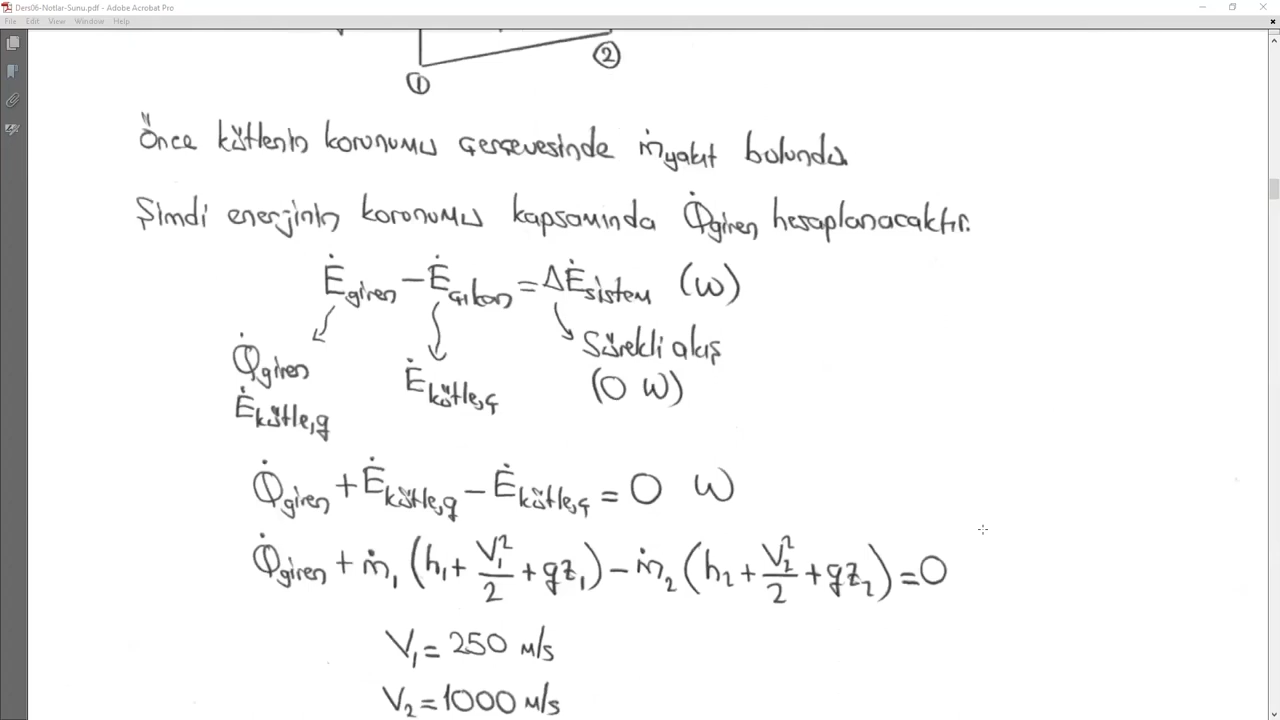 Ders06-Notlar-Sunu.pdf - Adobe Acrobat Pro
File Edit View Window Help
① ②
Önce kütlenin korunumu çerçevesinde ṁyakıt bulundu.
Şimdi enerjinin korunumu kapsamında Q̇giren hesaplanacaktır.
Ėgiren − Ėçıkan = ΔĖsistem (W)
Sürekli akış
Q̇giren Ėkütle,ç (0 W)
Ėkütle,g
Q̇giren + Ėkütle,g − Ėkütle,ç = 0 W
Q̇giren + ṁ₁ (h₁ + V₁²/2 + gz₁) − ṁ₂ (h₂ + V₂²/2 + gz₂) = 0
V₁ = 250 m/s
V₂ = 1000 m/s